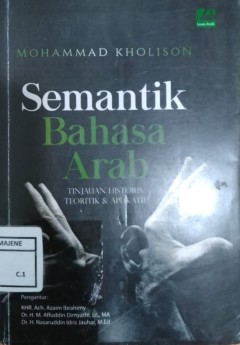 MOHAMMAD KHOLISON
Semantik
Bahasa
Arab
TINJAUAN HISTORIS,
TEORITIK & APLIKATIF
MAJENE
C.1
Pengantar:
KHR. Ach. Azaim Ibrahimy
Dr. H. M. Afifuddin Dimyathi, Lc, MA
Dr. H. Nasaruddin Idris Jauhar, M.Ed